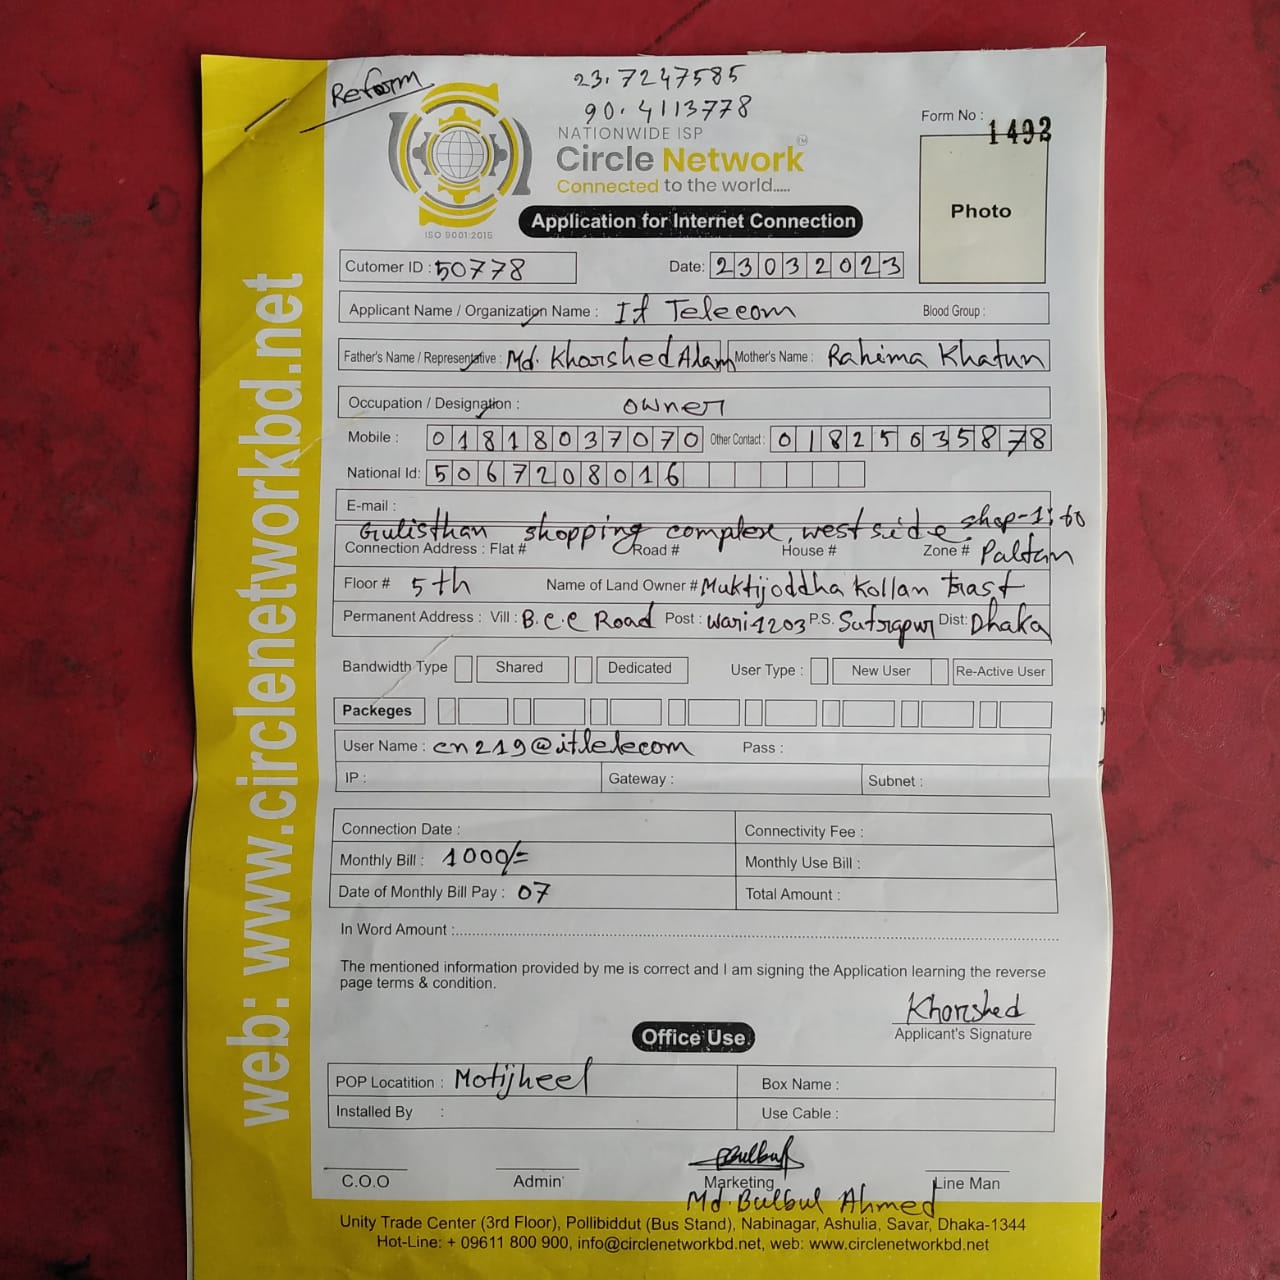 Reform
23.7247585
90.4113778
NATIONWIDE ISP
Circle Network TM
Connected to the world.....
ISO 9001:2015
Form No : 1493
Photo
Application for Internet Connection
Cutomer ID : 50778 Date: 23032023
Applicant Name / Organization Name : It Telecom Blood Group :
Father's Name / Representative : Md. Khorshed Alam Mother's Name : Rahima Khatun
Occupation / Designation : owner
Mobile : 01818037070 Other Contact : 01825635878
National Id: 5067208016
E-mail :
Gulisthan shopping complex, west side, shop-1; to
Connection Address : Flat # Road # House # Zone # Paltan
Floor # 5th Name of Land Owner # Muktijoddha Kollan trast
Permanent Address : Vill : B.C.C Road Post : Wari 1203 P.S. Sutrapur Dist: Dhaka
Bandwidth Type Shared Dedicated User Type : New User Re-Active User
Packeges
User Name : cn219@ittelecom Pass :
IP : Gateway : Subnet :
Connection Date : Connectivity Fee :
Monthly Bill : 1000/= Monthly Use Bill :
Date of Monthly Bill Pay : 07 Total Amount :
In Word Amount :
The mentioned information provided by me is correct and I am signing the Application learning the reverse
page terms & condition.
Khorshed
Applicant's Signature
Office Use
POP Locatition : Motijheel Box Name :
Installed By : Use Cable :
Bulbul
C.O.O Admin Marketing Line Man
Md. Bulbul Ahmed
Unity Trade Center (3rd Floor), Pollibiddut (Bus Stand), Nabinagar, Ashulia, Savar, Dhaka-1344
Hot-Line: + 09611 800 900, info@circlenetworkbd.net, web: www.circlenetworkbd.net
web: www.circlenetworkbd.net